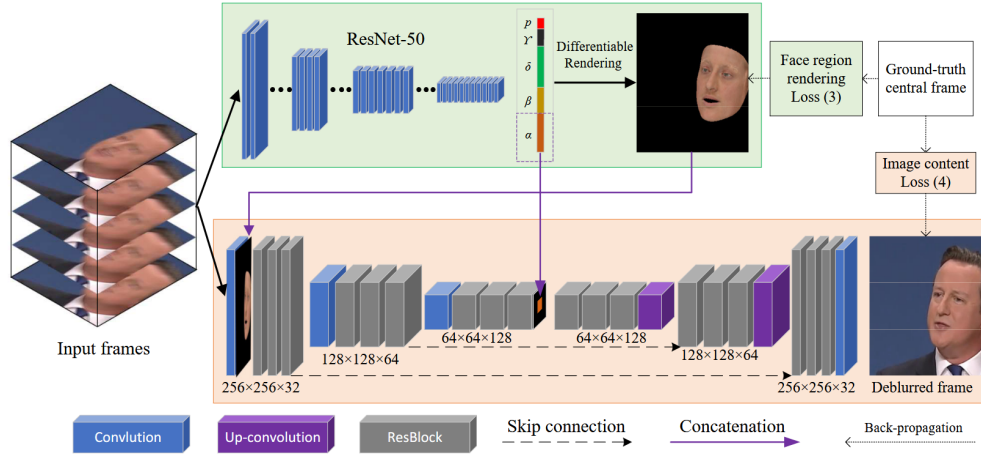 ResNet-50
p
ϒ
δ
β
α
Differentiable
Rendering
Face region
rendering
Loss (3)
Ground-truth
central frame
Image content
Loss (4)
Input frames
256×256×32
128×128×64
64×64×128
64×64×128
128×128×64
256×256×32
Deblurred frame
Convlution
Up-convolution
ResBlock
Skip connection
Concatenation
Back-propagation